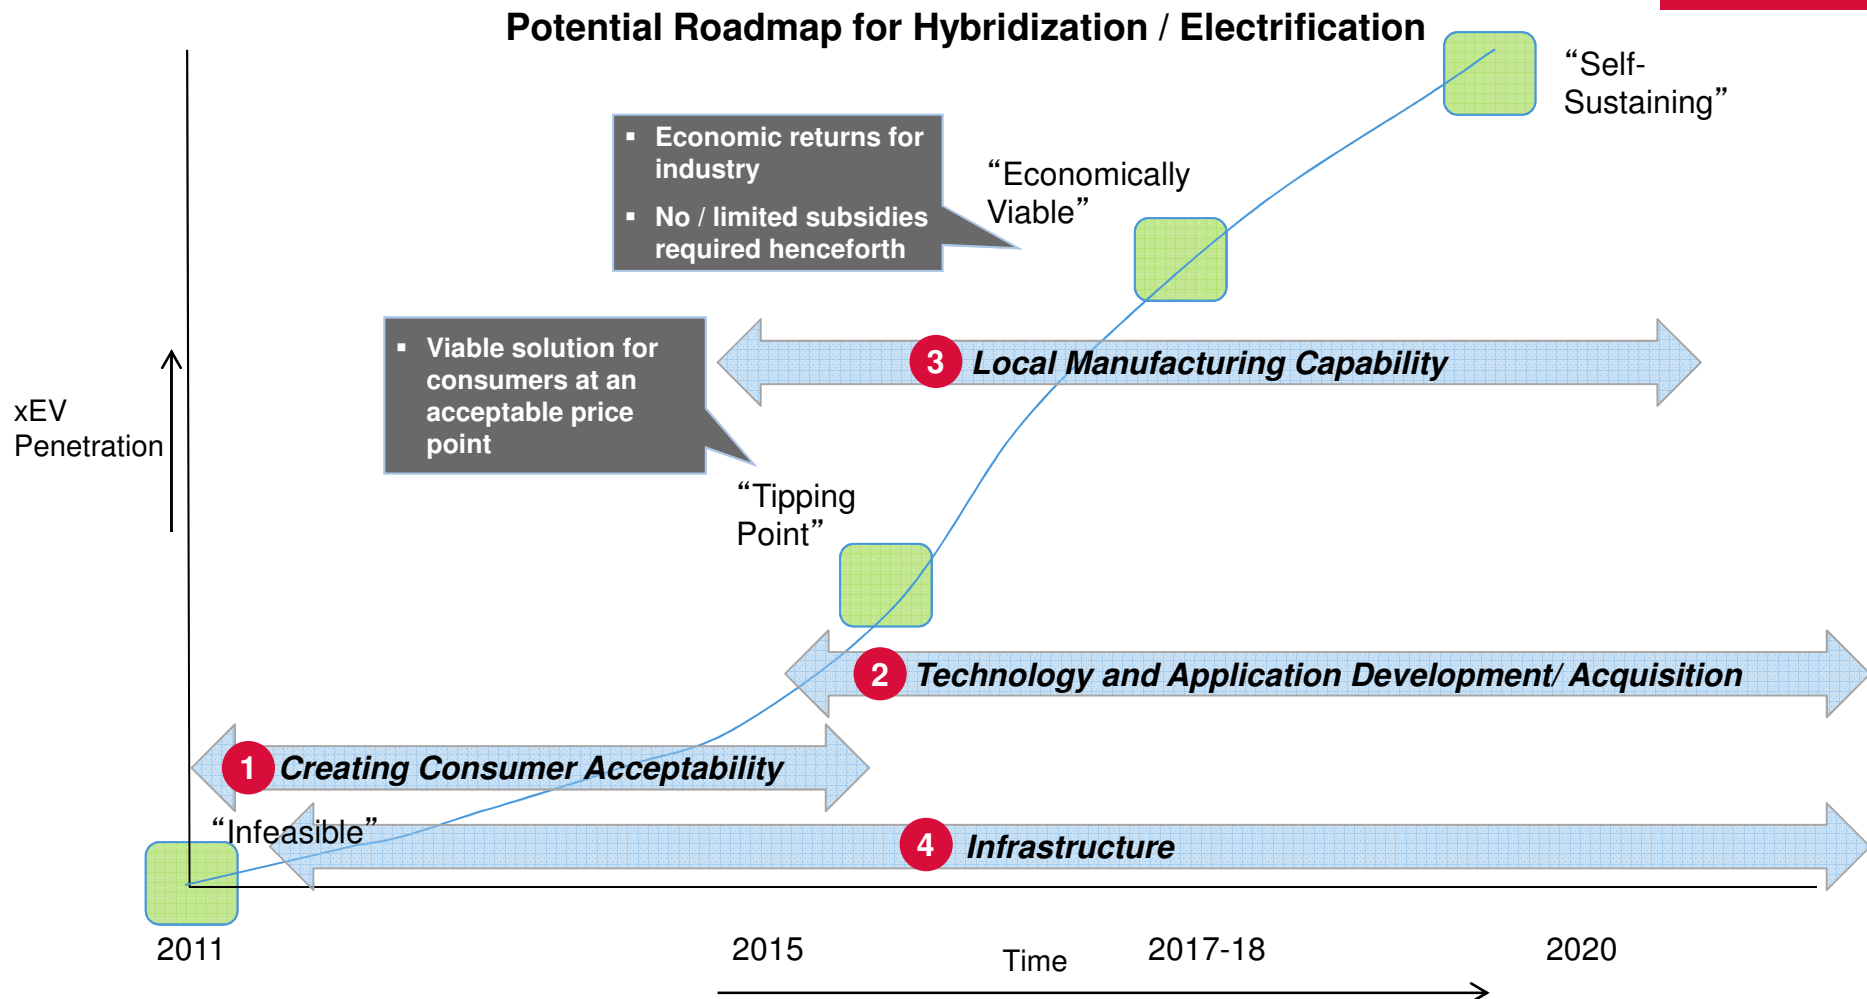 Potential Roadmap for Hybridization / Electrification
“Self-
Sustaining”
▪ Economic returns for
industry
▪ No / limited subsidies
required henceforth
“Economically
Viable”
▪ Viable solution for
consumers at an
acceptable price
point
3 Local Manufacturing Capability
xEV
Penetration
“Tipping
Point”
2 Technology and Application Development/ Acquisition
1 Creating Consumer Acceptability
“Infeasible”
4 Infrastructure
2011
2015
Time
2017-18
2020